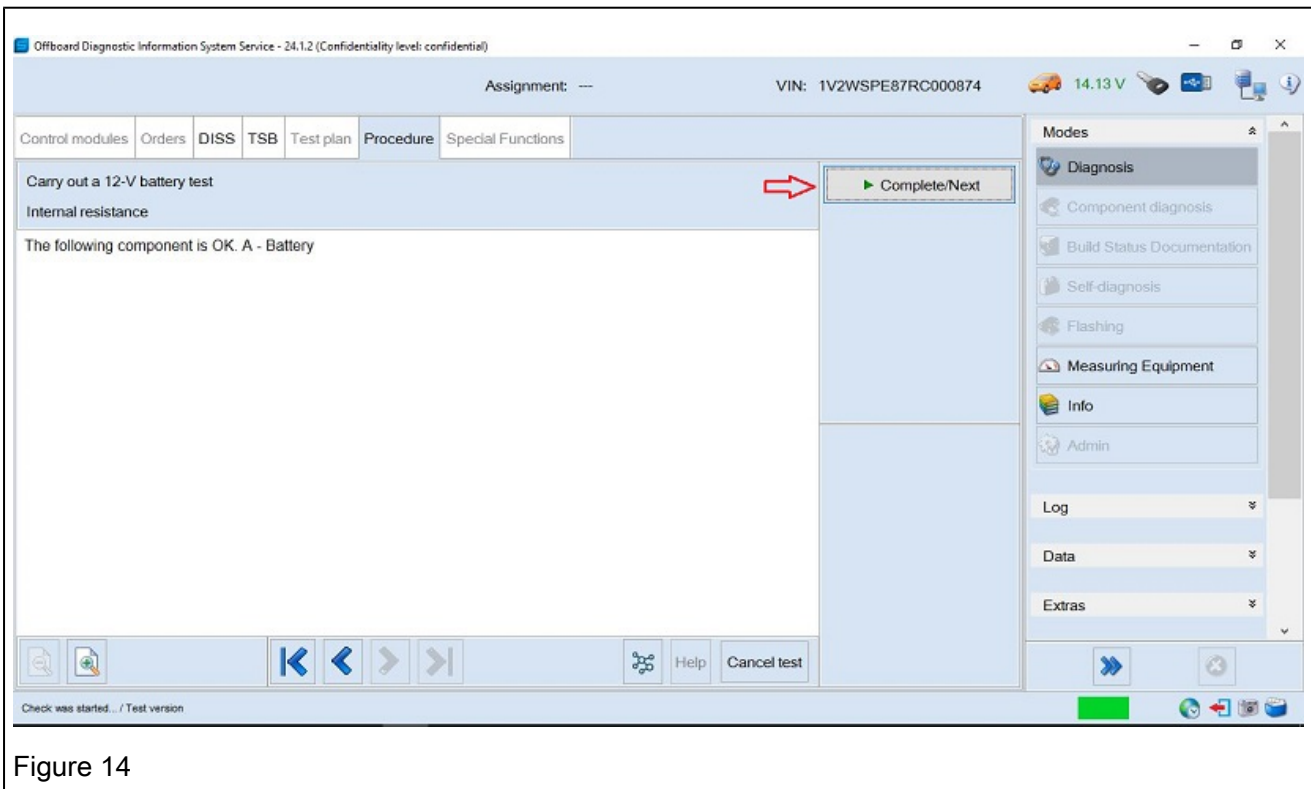 Offboard Diagnostic Information System Service - 24.1.2 (Confidentiality level: confidential)
Assignment: ---
VIN: 1V2WSPE87RC000874
14.13 V
Control modules
Orders
DISS
TSB
Test plan
Procedure
Special Functions
Carry out a 12-V battery test
Internal resistance
Complete/Next
The following component is OK. A - Battery
Modes
Diagnosis
Component diagnosis
Build Status Documentation
Self-diagnosis
Flashing
Measuring Equipment
Info
Admin
Log
Data
Extras
Help
Cancel test
Check was started... / Test version
Figure 14